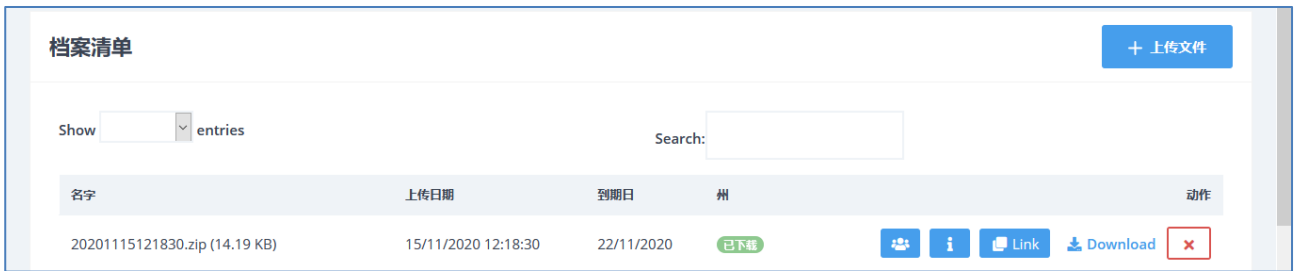 档案清单
+ 上传文件
Show entries
Search:
名字 上传日期 到期日 州 动作
20201115121830.zip (14.19 KB) 15/11/2020 12:18:30 22/11/2020 已下载 Link Download